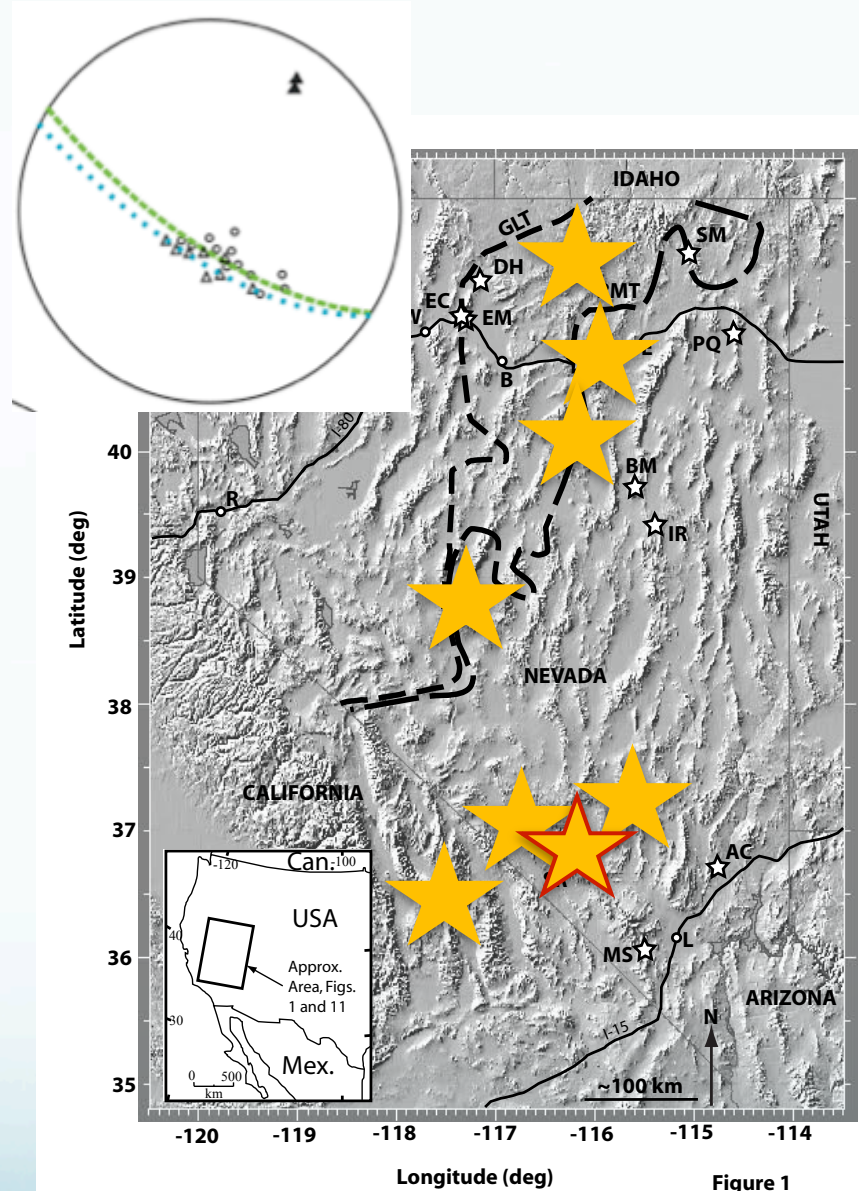 IDAHO
GLT
SM
DH
MT
EC
EM
PQ
B
40
BM
I-80
R
IR
UTAH
39
Latitude (deg)
NEVADA
38
CALIFORNIA
37
AC
-120
Can.
-100
USA
40
36
MS
L
Approx.
Area, Figs.
1 and 11
ARIZONA
30
N
I-15
Mex.
0 500
km
35
~100 km
-120 -119 -118 -117 -116 -115 -114
Longitude (deg)
Figure 1